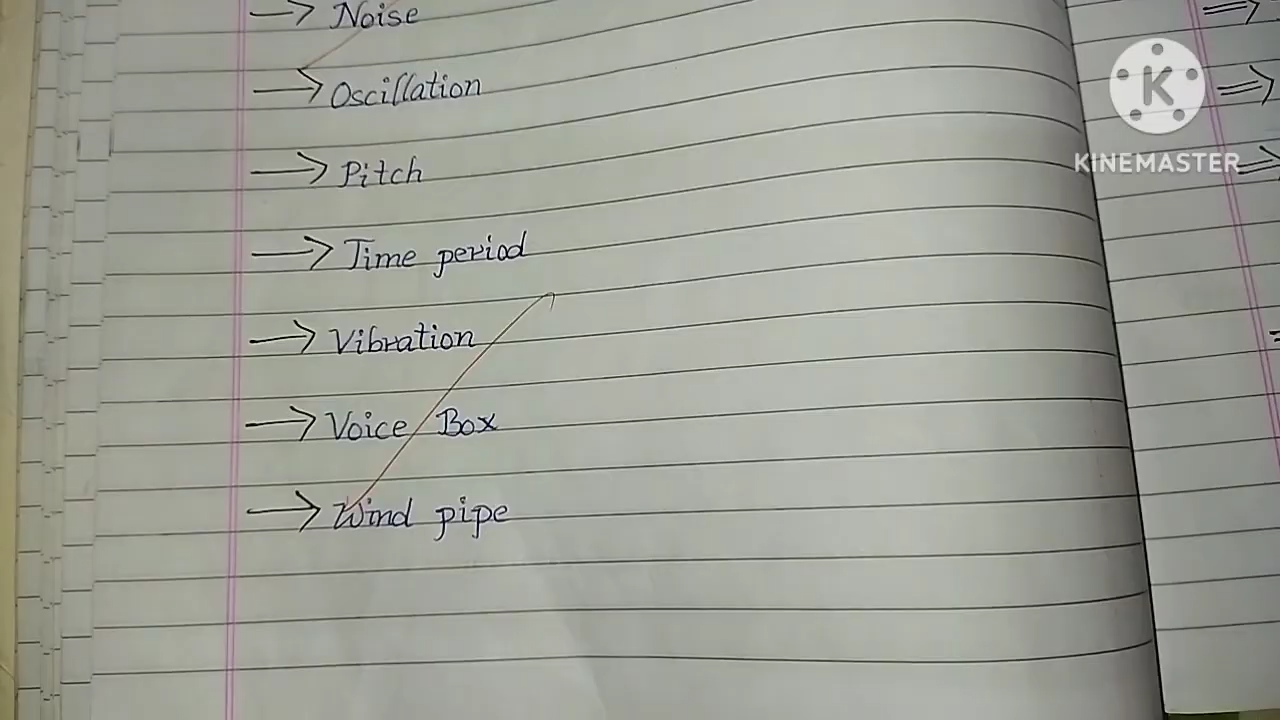 → Noise
→ Oscillation
→ Pitch
→ Time period
→ Vibration
→ Voice Box
→ Wind pipe
K
KINEMASTER